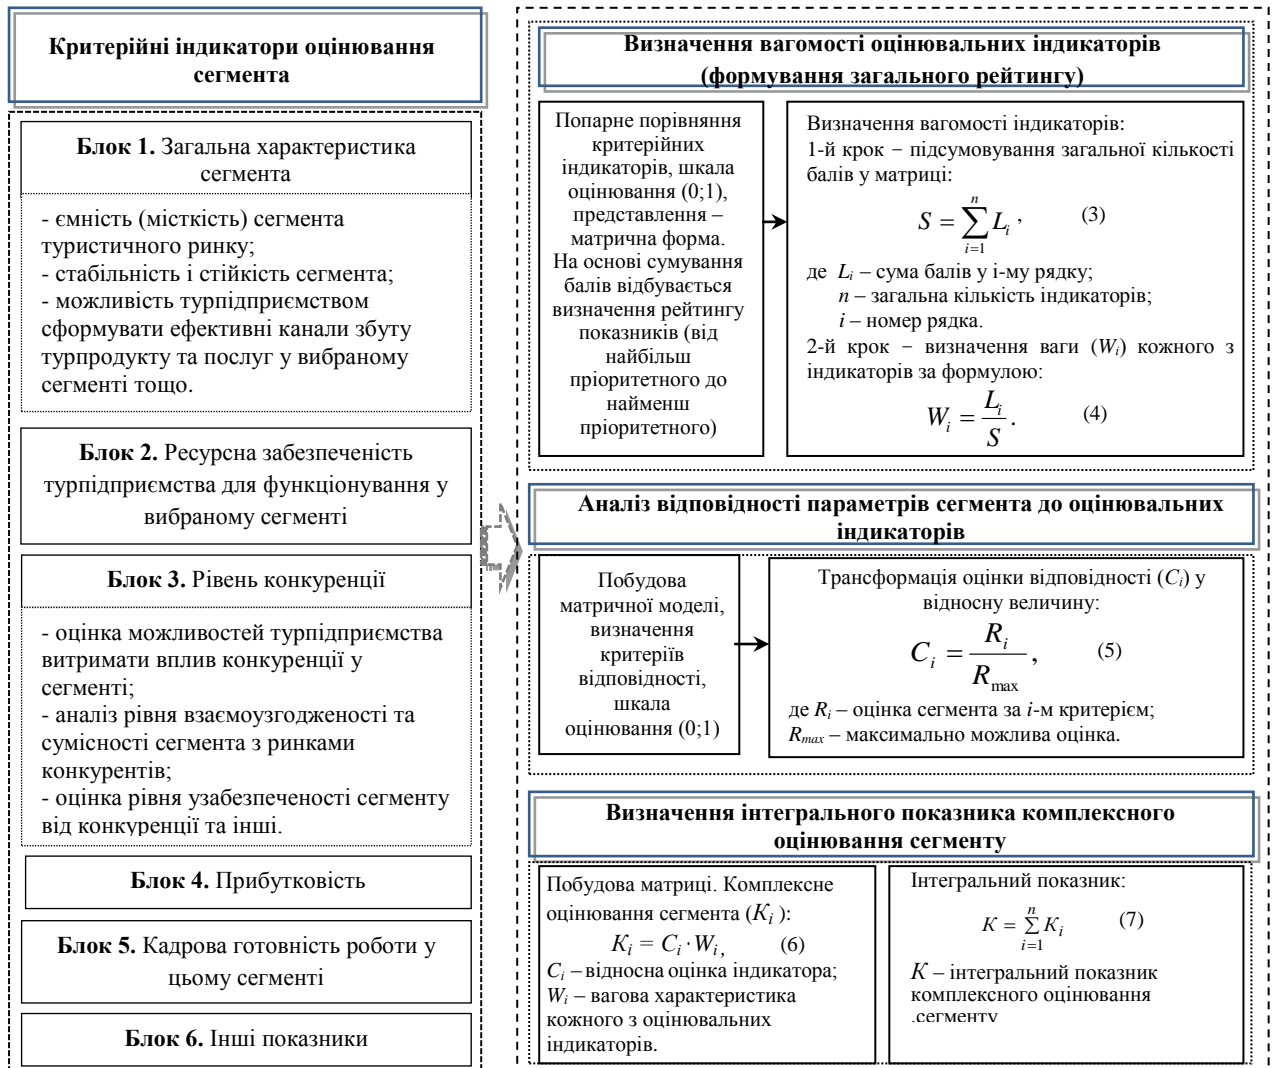 Критерійні індикатори оцінювання
сегмента
Блок 1. Загальна характеристика
сегмента
- ємність (місткість) сегмента
туристичного ринку;
- стабільність і стійкість сегмента;
- можливість турпідприємством
сформувати ефективні канали збуту
турпродукту та послуг у вибраному
сегменті тощо.
Блок 2. Ресурсна забезпеченість
турпідприємства для функціонування у
вибраному сегменті
Блок 3. Рівень конкуренції
- оцінка можливостей турпідприємства
витримати вплив конкуренції у
сегменті;
- аналіз рівня взаємоузгодженості та
сумісності сегмента з ринками
конкурентів;
- оцінка рівня узабезпеченості сегменту
від конкуренції та інші.
Блок 4. Прибутковість
Блок 5. Кадрова готовність роботи у
цьому сегменті
Блок 6. Інші показники
Визначення вагомості оцінювальних індикаторів
(формування загального рейтингу)
Попарне порівняння
критерійних
індикаторів, шкала
оцінювання (0;1),
представлення –
матрична форма.
На основі сумування
балів відбувається
визначення рейтингу
показників (від
найбільш
пріоритетного до
найменш
пріоритетного)
Визначення вагомості індикаторів:
1-й крок − підсумовування загальної кількості
балів у матриці:
S = ∑_{i=1}^{n} L_i , (3)
де L_i – сума балів у і-му рядку;
n – загальна кількість індикаторів;
i – номер рядка.
2-й крок − визначення ваги (W_i) кожного з
індикаторів за формулою:
W_i = L_i / S . (4)
Аналіз відповідності параметрів сегмента до оцінювальних
індикаторів
Побудова
матричної моделі,
визначення
критеріїв
відповідності,
шкала
оцінювання (0;1)
Трансформація оцінки відповідності (C_i) у
відносну величину:
C_i = R_i / R_max , (5)
де R_i – оцінка сегмента за i-м критерієм;
R_max – максимально можлива оцінка.
Визначення інтегрального показника комплексного
оцінювання сегменту
Побудова матриці. Комплексне
оцінювання сегмента (K_i ):
K_i = C_i · W_i, (6)
C_i – відносна оцінка індикатора;
W_i – вагова характеристика
кожного з оцінювальних
індикаторів.
Інтегральний показник:
K = ∑_{i=1}^{n} K_i (7)
K – інтегральний показник
комплексного оцінювання
.сегменту